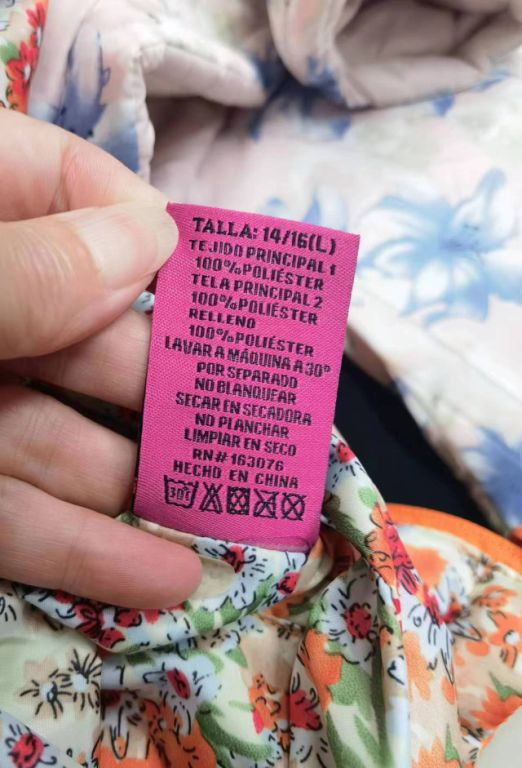 TALLA: 14/16(L)
TEJIDO PRINCIPAL 1
100%POLIÉSTER
TELA PRINCIPAL 2
100%POLIÉSTER
RELLENO
100%POLIÉSTER
LAVAR A MÁQUINA A 30°
POR SEPARADO
NO BLANQUEAR
SECAR EN SECADORA
NO PLANCHAR
LIMPIAR EN SECO
RN#163076
HECHO EN CHINA
30°